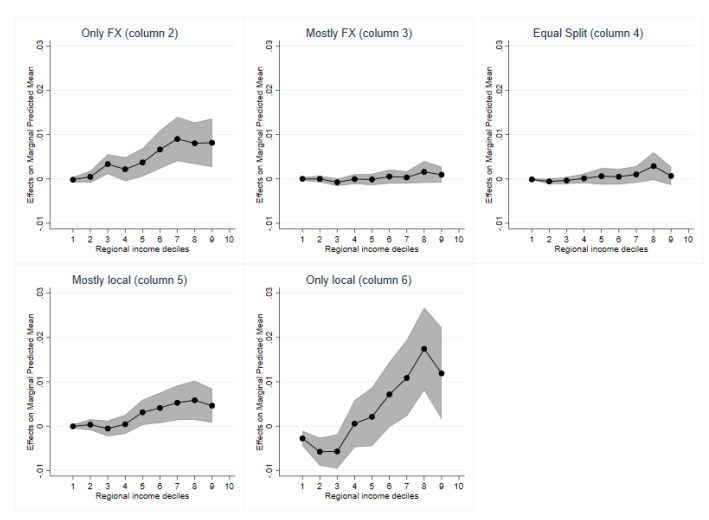 Only FX (column 2)
Effects on Marginal Predicted Mean
.03
.02
.01
0
-.01
1 2 3 4 5 6 7 8 9 10
Regional income deciles
Mostly FX (column 3)
Effects on Marginal Predicted Mean
.03
.02
.01
0
-.01
1 2 3 4 5 6 7 8 9 10
Regional income deciles
Equal Split (column 4)
Effects on Marginal Predicted Mean
.03
.02
.01
0
-.01
1 2 3 4 5 6 7 8 9 10
Regional income deciles
Mostly local (column 5)
Effects on Marginal Predicted Mean
.03
.02
.01
0
-.01
1 2 3 4 5 6 7 8 9 10
Regional income deciles
Only local (column 6)
Effects on Marginal Predicted Mean
.03
.02
.01
0
-.01
1 2 3 4 5 6 7 8 9 10
Regional income deciles